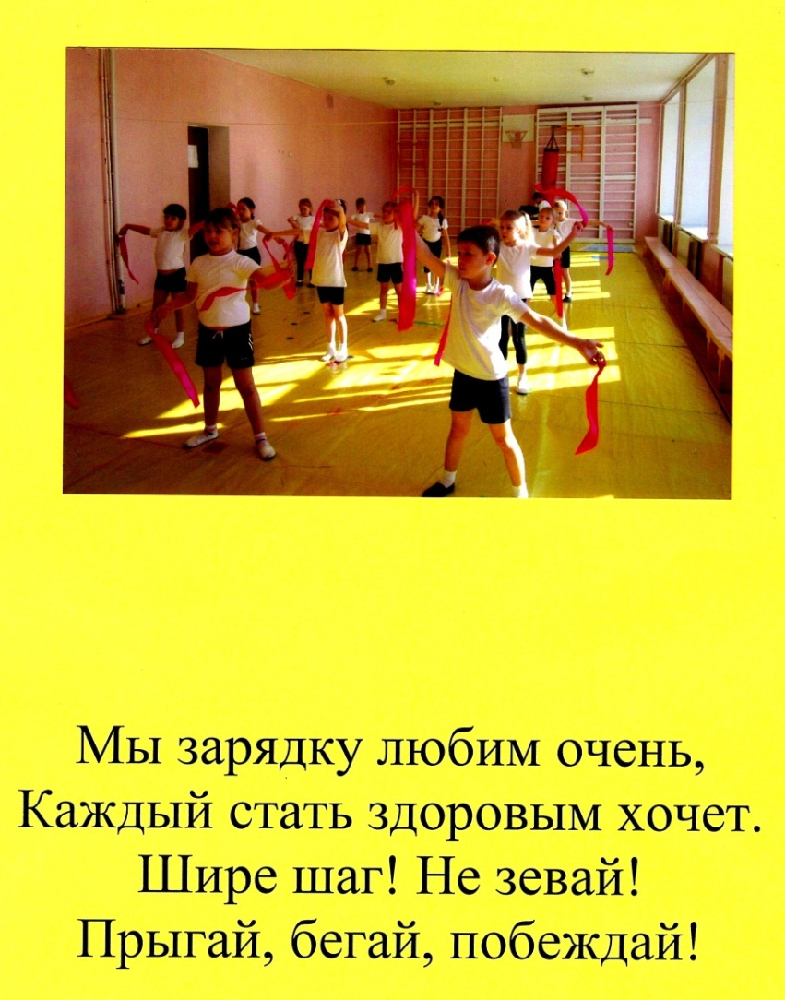 Мы зарядку любим очень,
Каждый стать здоровым хочет.
Шире шаг! Не зевай!
Прыгай, бегай, побеждай!